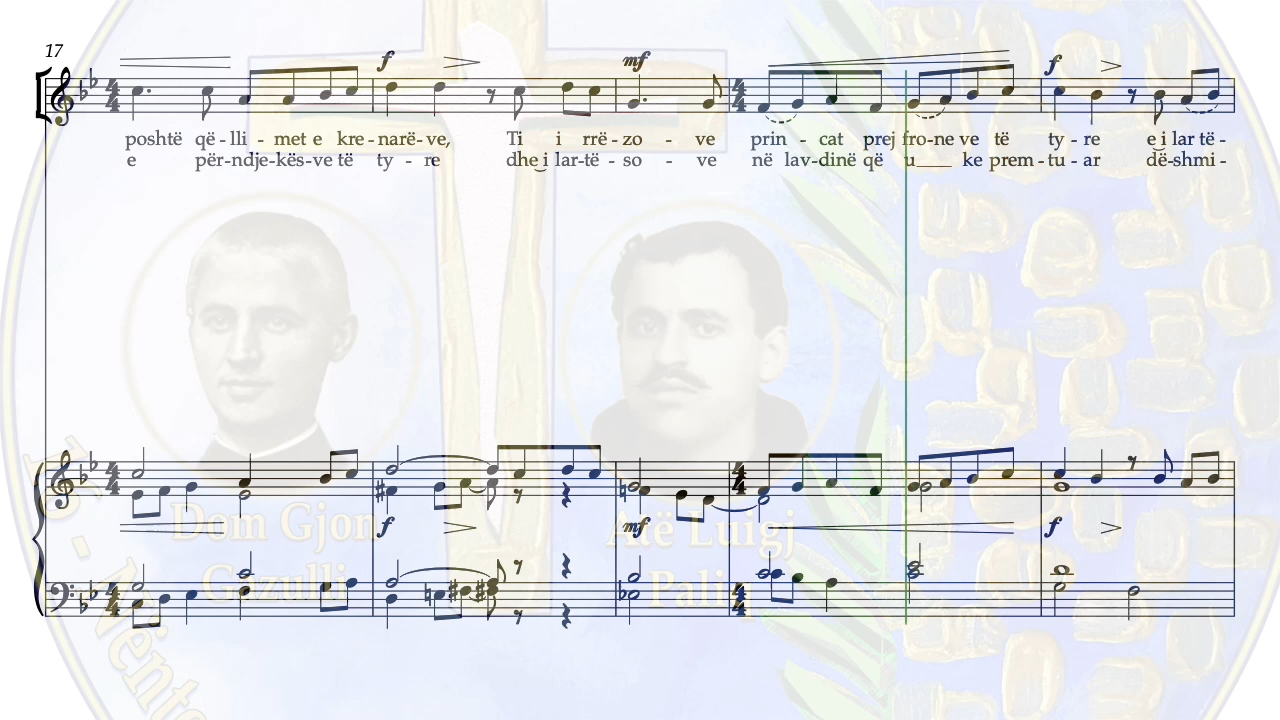 17
f
mf
f
poshtë që - lli - met e kre - narë - ve, Ti i rrë - zo - ve prin - cat prej fro - ne ve të ty - re e i lar të -
e për - ndje - kës - ve të ty - re dhe i lar - të - so - ve në lav - dinë që u ke prem - tu - ar dë - shmi -
Dom Gjon
Gazulli
Atë Luigj
Paliq
f
mf
f